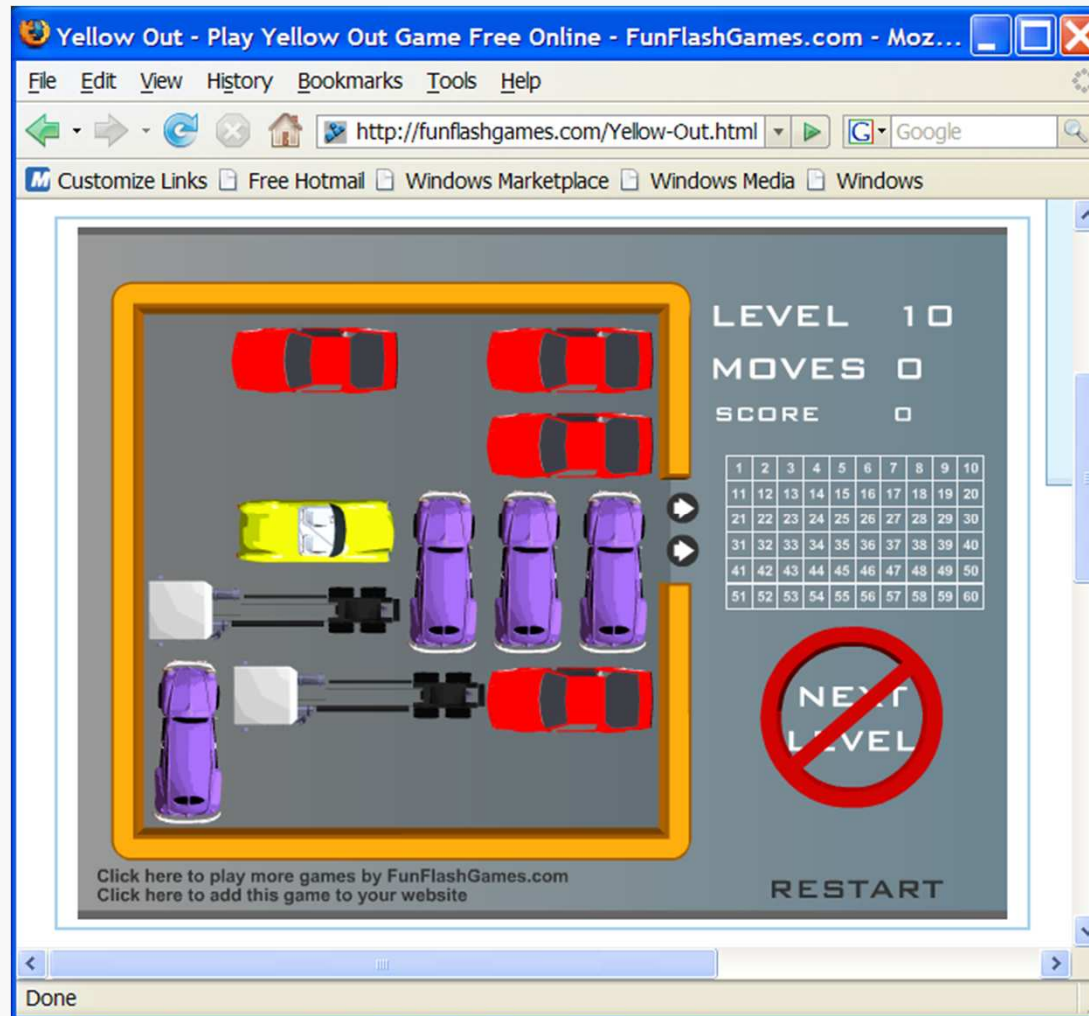 Yellow Out - Play Yellow Out Game Free Online - FunFlashGames.com - Moz...
File Edit View History Bookmarks Tools Help
http://funflashgames.com/Yellow-Out.html G Google
M Customize Links Free Hotmail Windows Marketplace Windows Media Windows
LEVEL 10
MOVES 0
SCORE 0
1 2 3 4 5 6 7 8 9 10
11 12 13 14 15 16 17 18 19 20
21 22 23 24 25 26 27 28 29 30
31 32 33 34 35 36 37 38 39 40
41 42 43 44 45 46 47 48 49 50
51 52 53 54 55 56 57 58 59 60
NEXT
LEVEL
Click here to play more games by FunFlashGames.com
Click here to add this game to your website
RESTART
Done